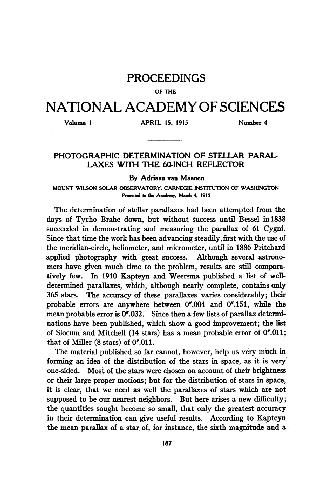 PROCEEDINGS
OF THE
NATIONAL ACADEMY OF SCIENCES
Volume 1 APRIL 15, 1915 Number 4
PHOTOGRAPHIC DETERMINATION OF STELLAR PARAL-
LAXES WITH THE 60-INCH REFLECTOR
By Adriaan van Maanen
MOUNT WILSON SOLAR OBSERVATORY, CARNEGIE INSTITUTION OF WASHINGTON
Presented to the Academy, March 4, 1915
The determination of stellar parallaxes had been attempted from the
days of Tycho Brahe down, but without success until Bessel in 1838
succeeded in demonstrating and measuring the parallax of 61 Cygni.
Since that time the work has been advancing steadily, first with the use of
the meridian-circle, heliometer, and micrometer, until in 1886 Pritchard
applied photography with great success. Although several astrono-
mers have given much time to the problem, results are still compara-
tively few. In 1910 Kapteyn and Weersma published a list of well-
determined parallaxes, which, although nearly complete, contains only
365 stars. The accuracy of these parallaxes varies considerably; their
probable errors are anywhere between 0".001 and 0".151, while the
mean probable error is 0".032. Since then a few lists of parallax determi-
nations have been published, which show a good improvement; the list
of Slocum and Mitchell (14 stars) has a mean probable error of 0".011;
that of Miller (8 stars) of 0".011.
The material published so far cannot, however, help us very much in
forming an idea of the distribution of the stars in space, as it is very
one-sided. Most of the stars were chosen on account of their brightness
or their large proper motions; but for the distribution of stars in space,
it is clear, that we need as well the parallaxes of stars which are not
supposed to be our nearest neighbors. But here arises a new difficulty;
the quantities sought become so small, that only the greatest accuracy
in their determination can give useful results. According to Kapteyn
the mean parallax of a star of, for instance, the sixth magnitude and a
187